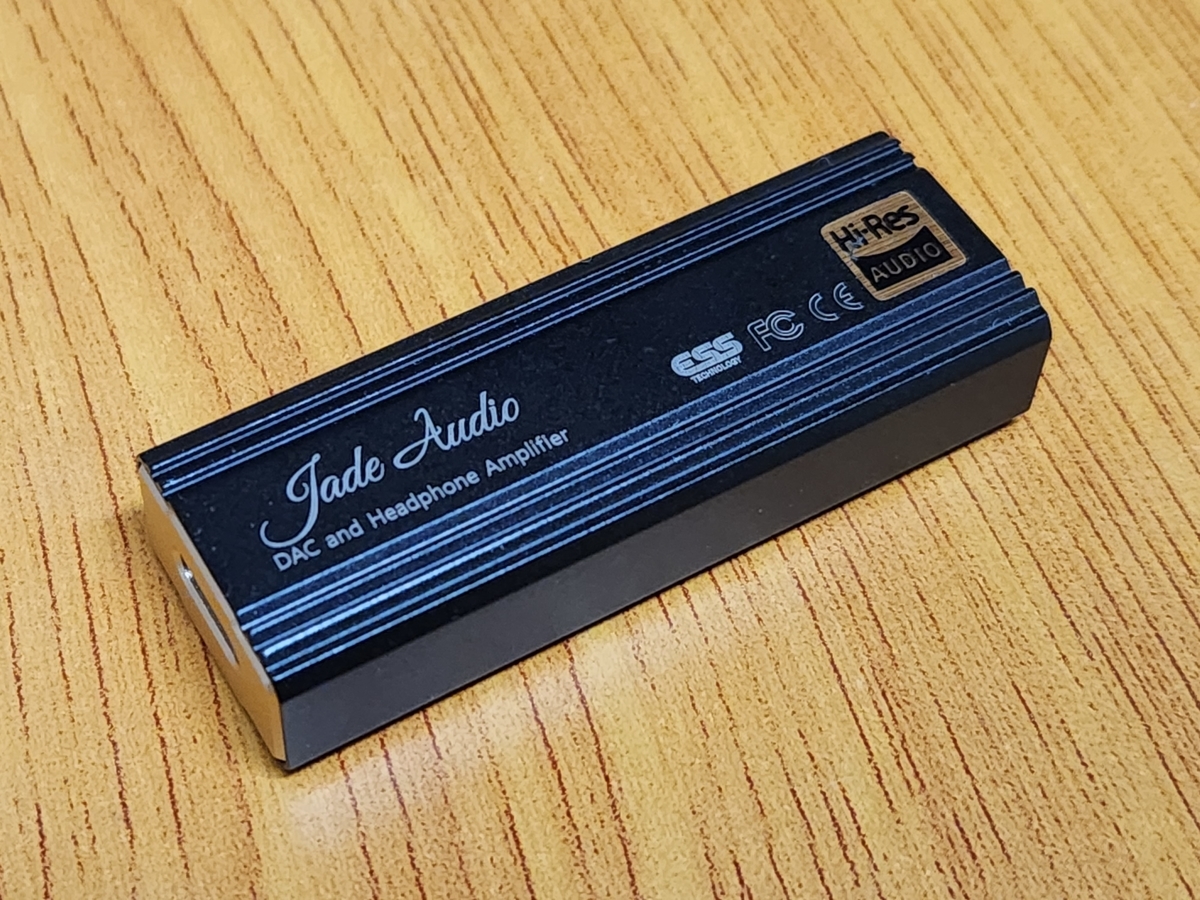 Jade Audio
DAC and Headphone Amplifier
ESS
TECHNOLOGY
FC CE
Hi-Res
AUDIO